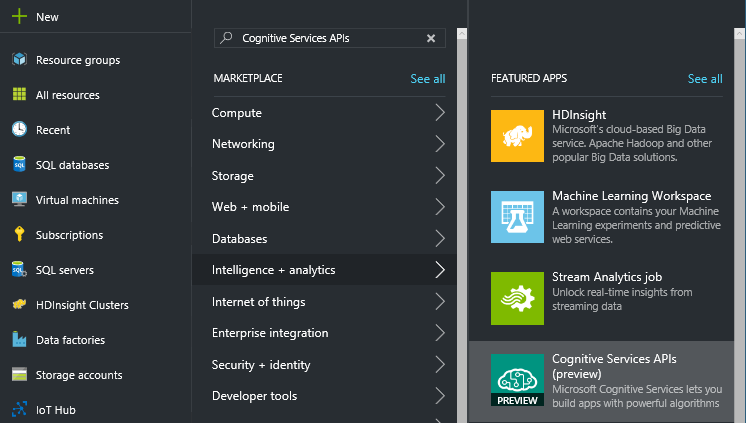 New
Resource groups
All resources
Recent
SQL databases
Virtual machines
Subscriptions
SQL servers
HDInsight Clusters
Data factories
Storage accounts
IoT Hub
Cognitive Services APIs
MARKETPLACE See all
Compute
Networking
Storage
Web + mobile
Databases
Intelligence + analytics
Internet of things
Enterprise integration
Security + identity
Developer tools
FEATURED APPS See all
HDInsight
Microsoft's cloud-based Big Data
service. Apache Hadoop and other
popular Big Data solutions.
Machine Learning Workspace
A workspace contains your Machine
Learning experiments and predictive
web services.
Stream Analytics job
Unlock real-time insights from
streaming data
PREVIEW
Cognitive Services APIs
(preview)
Microsoft Cognitive Services lets you
build apps with powerful algorithms